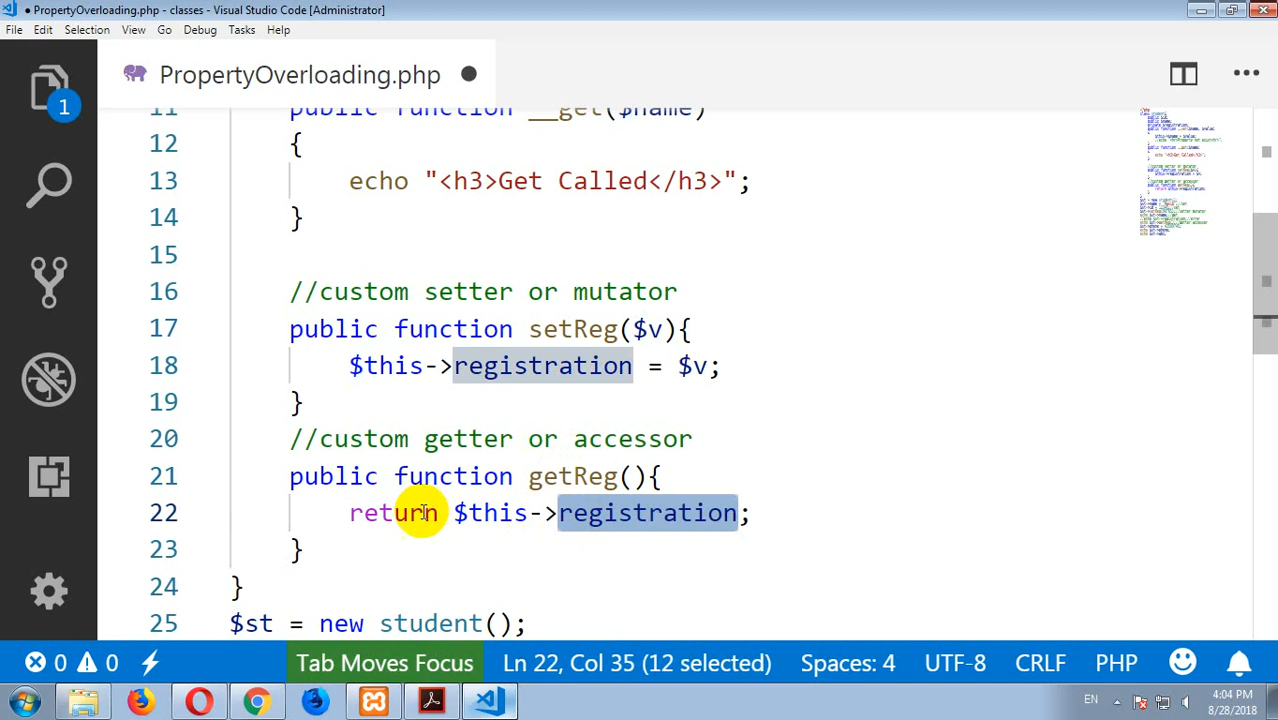 PropertyOverloading.php - classes - Visual Studio Code [Administrator]
File Edit Selection View Go Debug Tasks Help
1
PropertyOverloading.php
11 public function __get($name)
12 {
13 echo "<h3>Get Called</h3>";
14 }
15
16 //custom setter or mutator
17 public function setReg($v){
18 $this->registration = $v;
19 }
20 //custom getter or accessor
21 public function getReg(){
22 return $this->registration;
23 }
24 }
25 $st = new student();
0 0 Tab Moves Focus Ln 22, Col 35 (12 selected) Spaces: 4 UTF-8 CRLF PHP
EN 4:04 PM
8/28/2018